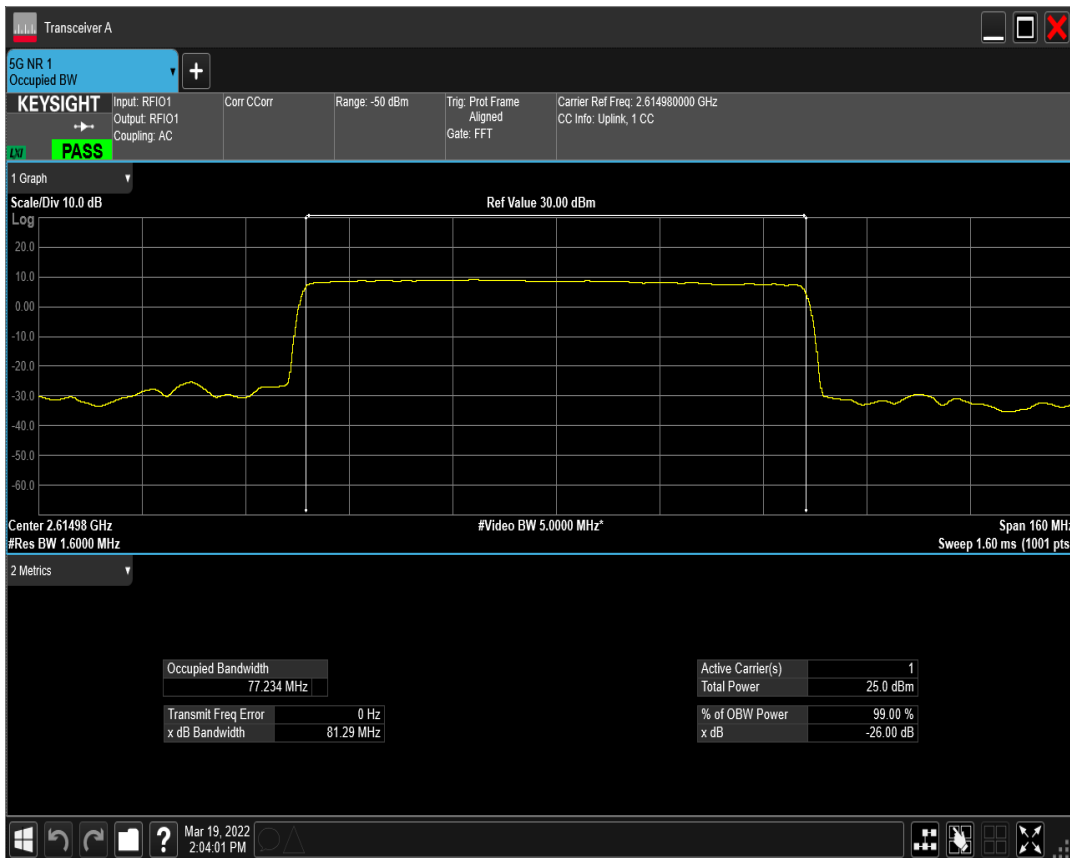 Transceiver A
5G NR 1
Occupied BW
+
KEYSIGHT
LXI
PASS
Input: RFIO1
Output: RFIO1
Coupling: AC
Corr CCorr
Range: -50 dBm
Trig: Prot Frame
Aligned
Gate: FFT
Carrier Ref Freq: 2.614980000 GHz
CC Info: Uplink, 1 CC
1 Graph
Scale/Div 10.0 dB
Ref Value 30.00 dBm
Log
20.0
10.0
0.00
-10.0
-20.0
-30.0
-40.0
-50.0
-60.0
Center 2.61498 GHz
#Video BW 5.0000 MHz*
Span 160 MHz
#Res BW 1.6000 MHz
Sweep 1.60 ms (1001 pts
2 Metrics
Occupied Bandwidth
77.234 MHz
Transmit Freq Error 0 Hz
x dB Bandwidth 81.29 MHz
Active Carrier(s) 1
Total Power 25.0 dBm
% of OBW Power 99.00 %
x dB -26.00 dB
?
Mar 19, 2022
2:04:01 PM